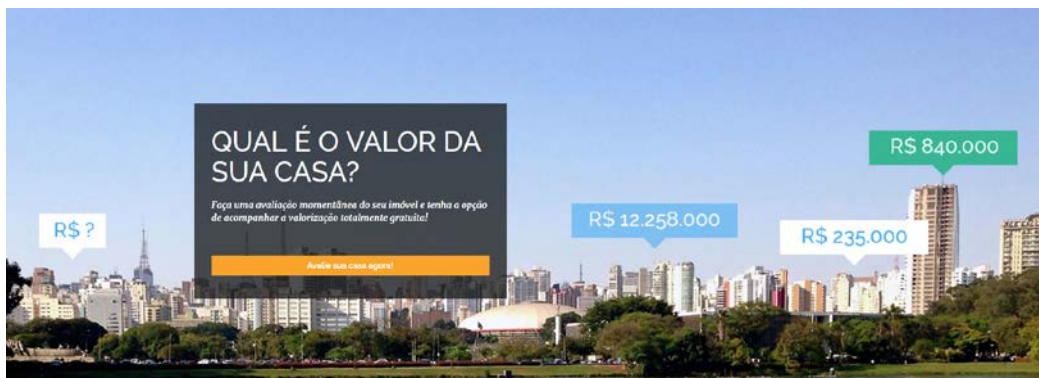 QUAL É O VALOR DA
SUA CASA?
Faça uma avaliação momentânea do seu imóvel e tenha a opção
de acompanhar a valorização totalmente gratuita!
Avalie sua casa agora!
R$ ?
R$ 12.258.000
R$ 235.000
R$ 840.000